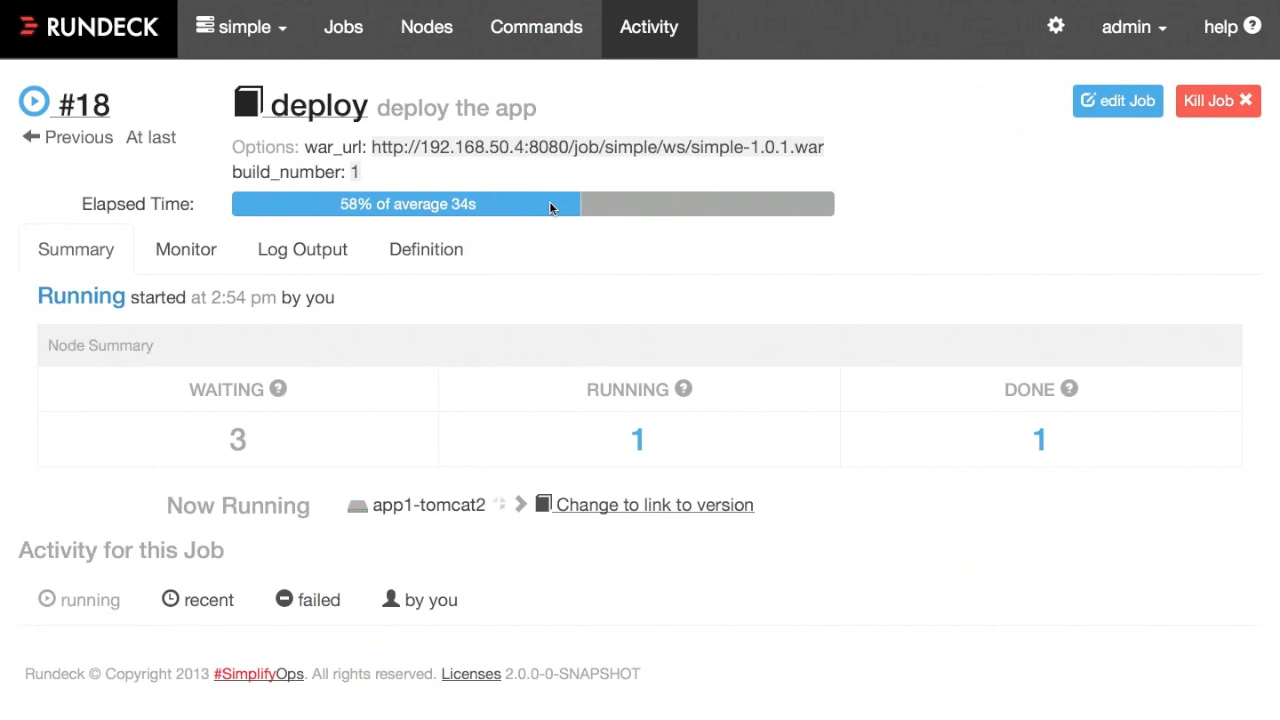 RUNDECK simple Jobs Nodes Commands Activity admin help ?
#18 deploy deploy the app edit Job Kill Job
Previous At last
Options: war_url: http://192.168.50.4:8080/job/simple/ws/simple-1.0.1.war
build_number: 1
Elapsed Time: 58% of average 34s
Summary Monitor Log Output Definition
Running started at 2:54 pm by you
Node Summary
WAITING ? RUNNING ? DONE ?
3 1 1
Now Running app1-tomcat2 Change to link to version
Activity for this Job
running recent failed by you
Rundeck © Copyright 2013 #SimplifyOps. All rights reserved. Licenses 2.0.0-0-SNAPSHOT